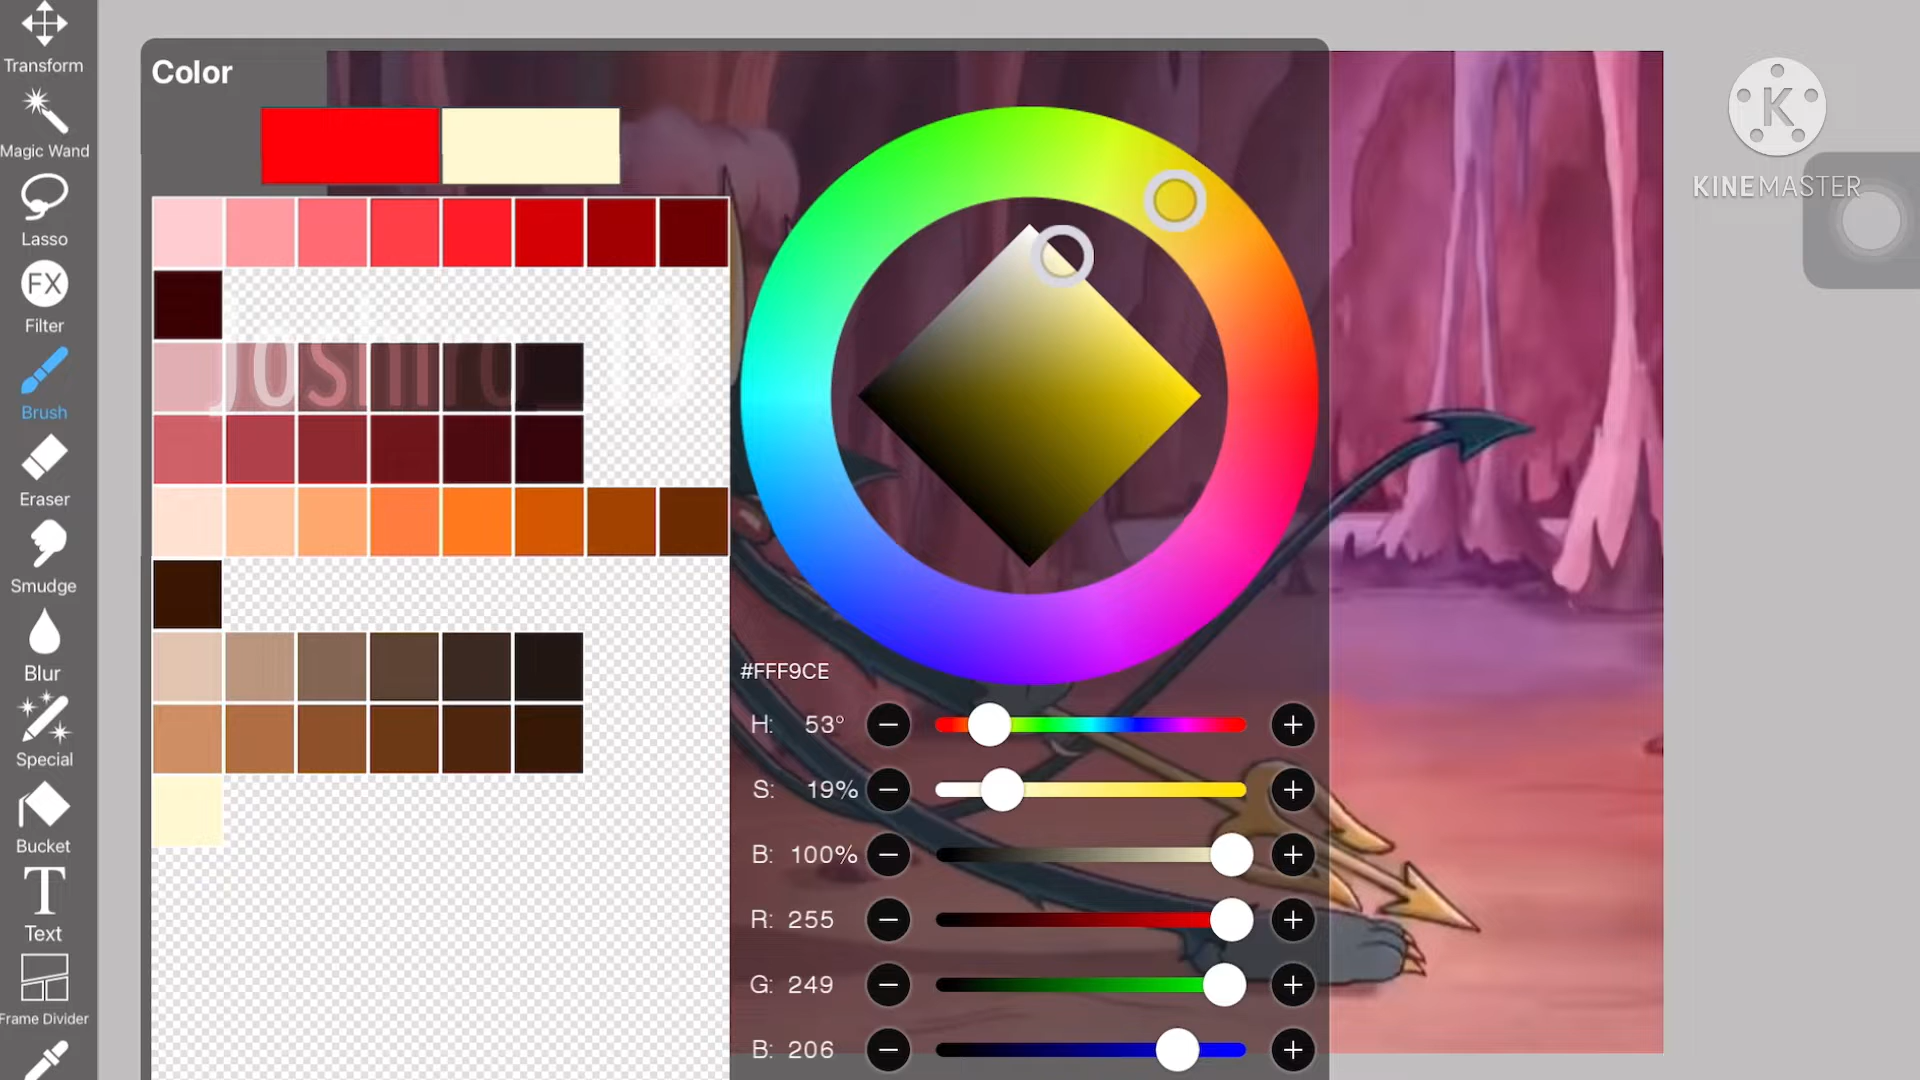 Transform
Color
Magic Wand
KINEMASTER
Lasso
FX
Filter
Joshiro
Brush
Eraser
Smudge
Blur
#FFF9CE
H: 53°
Special
S: 19%
Bucket
B: 100%
Text
R: 255
Frame Divider
G: 249
B: 206